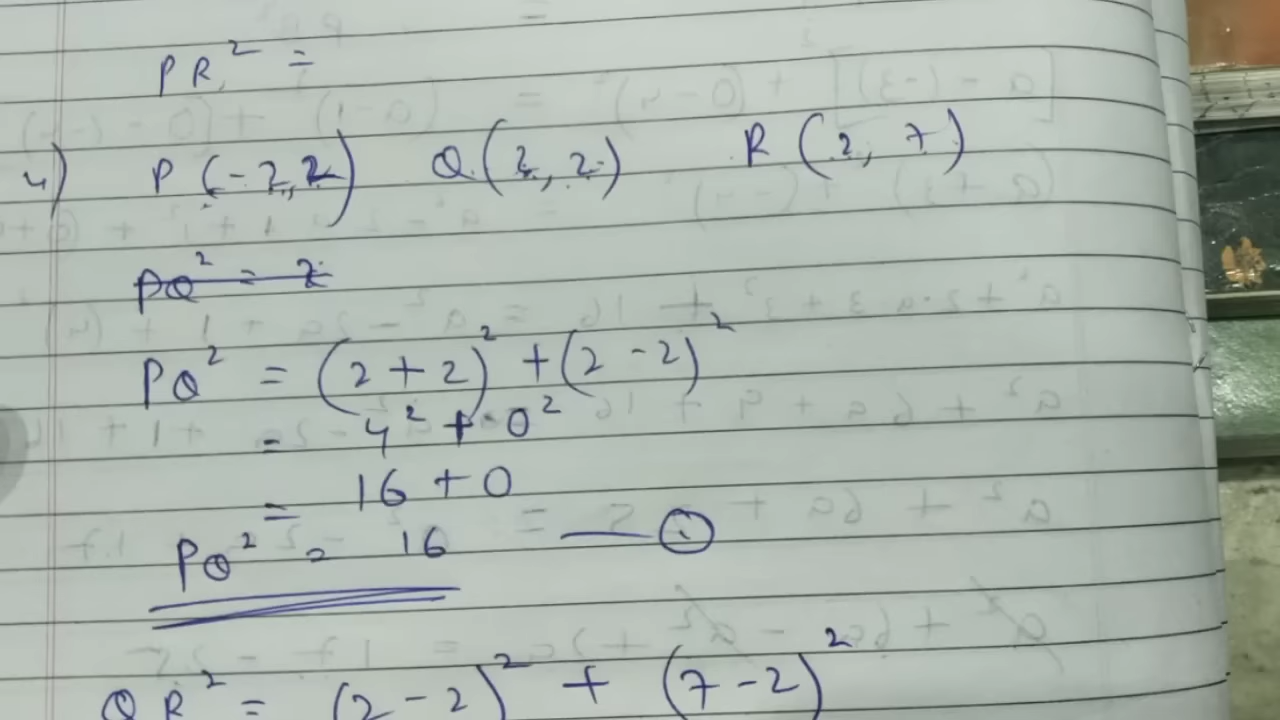 PR² =
4) P(-2,2) Q(2,2) R(2,7)
PQ² = 2
PQ² = (2+2)² + (2-2)²
= 4² + 0²
= 16 + 0
PQ² = 16 — ①
QR² = (2-2)² + (7-2)²